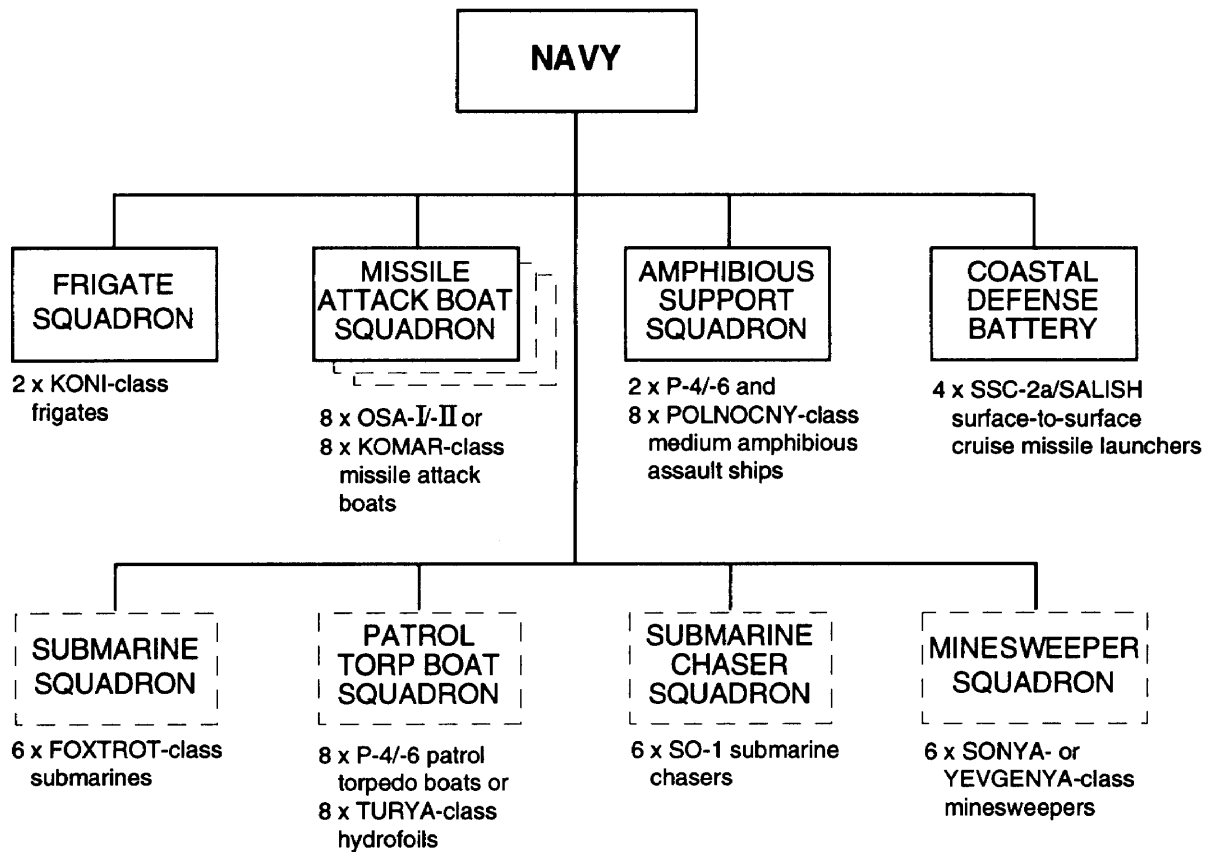 NAVY
FRIGATE
SQUADRON
2 x KONI-class
frigates
MISSILE
ATTACK BOAT
SQUADRON
8 x OSA-I/-II or
8 x KOMAR-class
missile attack
boats
AMPHIBIOUS
SUPPORT
SQUADRON
2 x P-4/-6 and
8 x POLNOCNY-class
medium amphibious
assault ships
COASTAL
DEFENSE
BATTERY
4 x SSC-2a/SALISH
surface-to-surface
cruise missile launchers
SUBMARINE
SQUADRON
6 x FOXTROT-class
submarines
PATROL
TORP BOAT
SQUADRON
8 x P-4/-6 patrol
torpedo boats or
8 x TURYA-class
hydrofoils
SUBMARINE
CHASER
SQUADRON
6 x SO-1 submarine
chasers
MINESWEEPER
SQUADRON
6 x SONYA- or
YEVGENYA-class
minesweepers